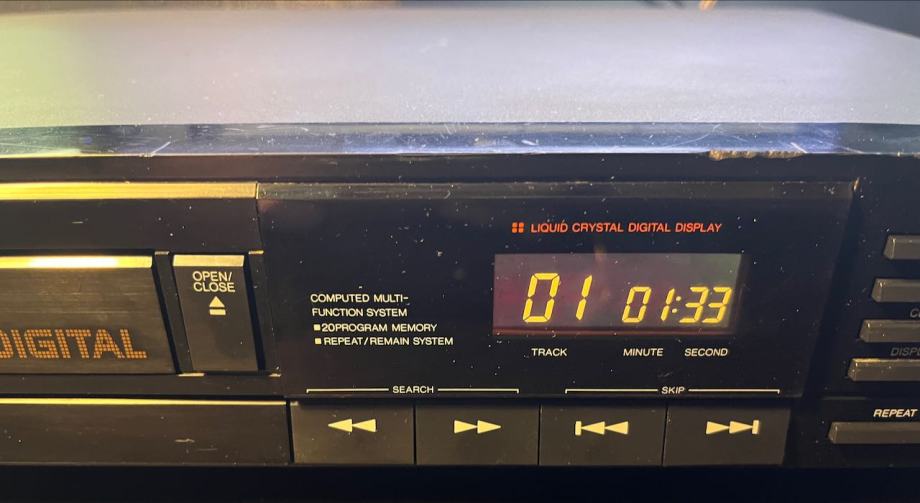 LIQUID CRYSTAL DIGITAL DISPLAY
OPEN/
CLOSE
01 01:33
COMPUTED MULTI-
FUNCTION SYSTEM
20PROGRAM MEMORY
REPEAT/REMAIN SYSTEM
DIGITAL
TRACK MINUTE SECOND
SEARCH SKIP
REPEAT